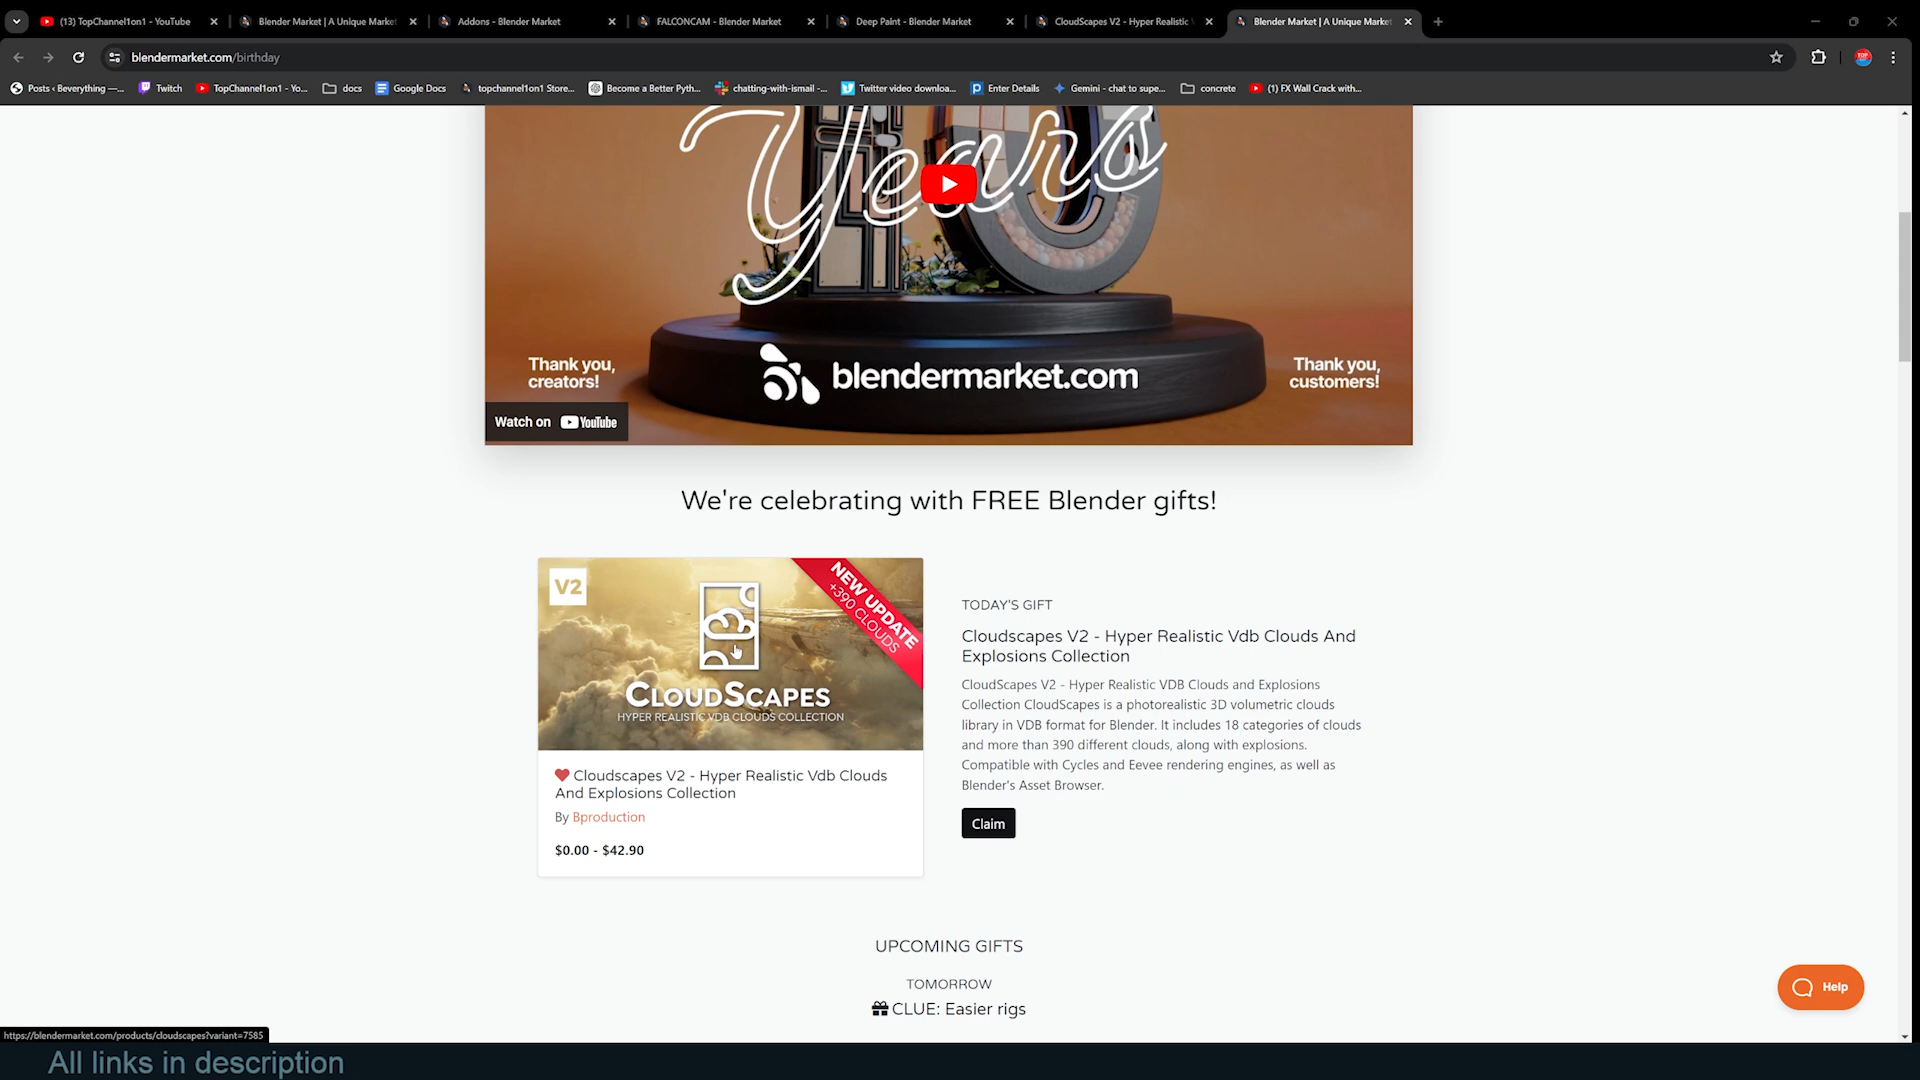 (13) TopChannel1on1 - YouTube
Blender Market | A Unique Market
Addons - Blender Market
FALCONCAM - Blender Market
Deep Paint - Blender Market
CloudScapes V2 - Hyper Realistic
Blender Market | A Unique Market
blendermarket.com/birthday
Posts ‹ Beverything —...
Twitch
TopChannel1on1 - Yo...
docs
Google Docs
topchannel1on1 Store...
Become a Better Pyth...
chatting-with-ismail -...
Twitter video downloa...
Enter Details
Gemini - chat to supe...
concrete
(1) FX Wall Crack with...
TOP
10
Years
Thank you,
creators!
blendermarket.com
Thank you,
customers!
Watch on YouTube
We're celebrating with FREE Blender gifts!
V2
NEW UPDATE
+390 CLOUDS
CLOUDSCAPES
HYPER REALISTIC VDB CLOUDS COLLECTION
Cloudscapes V2 - Hyper Realistic Vdb Clouds
And Explosions Collection
By Bproduction
$0.00 - $42.90
TODAY'S GIFT
Cloudscapes V2 - Hyper Realistic Vdb Clouds And
Explosions Collection
CloudScapes V2 - Hyper Realistic VDB Clouds and Explosions
Collection CloudScapes is a photorealistic 3D volumetric clouds
library in VDB format for Blender. It includes 18 categories of clouds
and more than 390 different clouds, along with explosions.
Compatible with Cycles and Eevee rendering engines, as well as
Blender's Asset Browser.
Claim
UPCOMING GIFTS
TOMORROW
CLUE: Easier rigs
Help
https://blendermarket.com/products/cloudscapes?variant=7585
All links in description